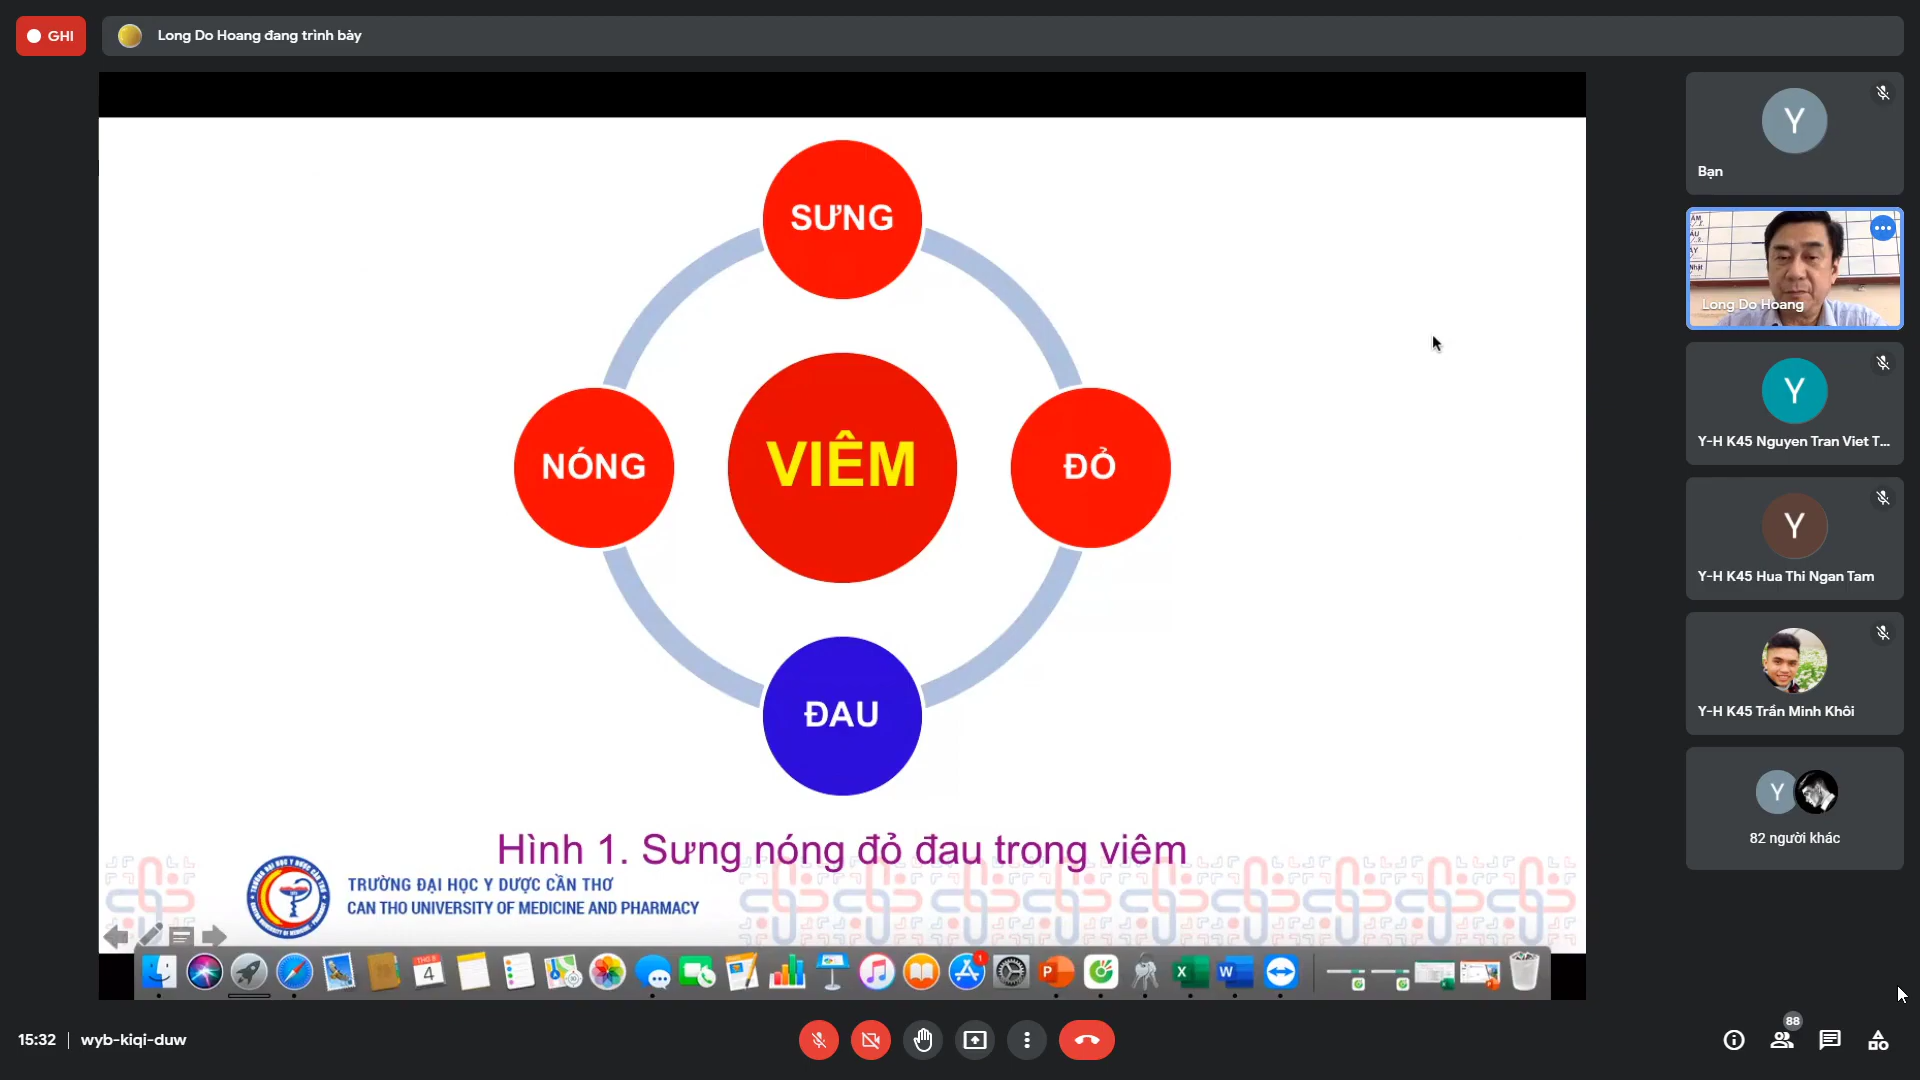 GHI
Long Do Hoang đang trình bày
SƯNG
NÓNG
VIÊM
ĐỎ
ĐAU
Hình 1. Sưng nóng đỏ đau trong viêm
TRƯỜNG ĐẠI HỌC Y DƯỢC CẦN THƠ
CAN THO UNIVERSITY OF MEDICINE AND PHARMACY
4
1
P
X
W
Y
Bạn
Long Do Hoang
Y
Y-H K45 Nguyen Tran Viet T...
Y
Y-H K45 Hua Thi Ngan Tam
Y-H K45 Trần Minh Khôi
Y
82 người khác
15:32 | wyb-kiqi-duw
88